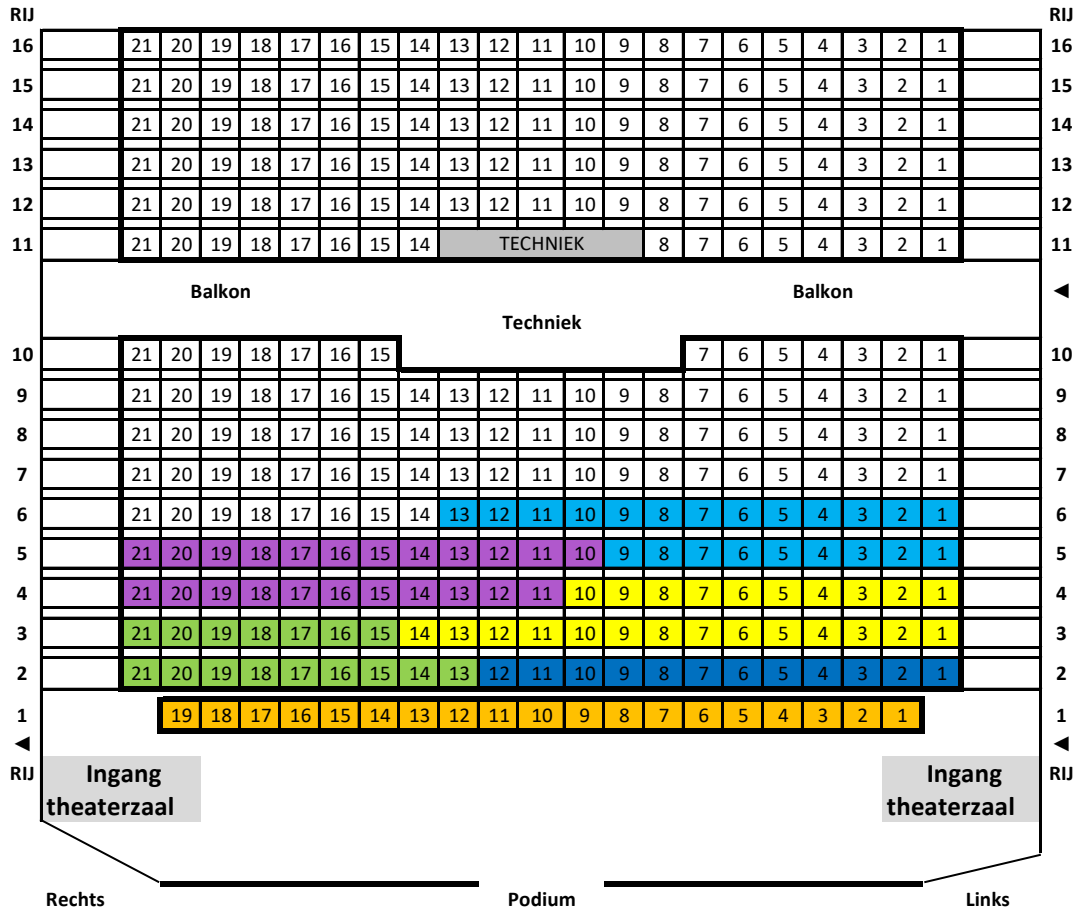 RIJ RIJ
16 21 20 19 18 17 16 15 14 13 12 11 10 9 8 7 6 5 4 3 2 1 16
15 21 20 19 18 17 16 15 14 13 12 11 10 9 8 7 6 5 4 3 2 1 15
14 21 20 19 18 17 16 15 14 13 12 11 10 9 8 7 6 5 4 3 2 1 14
13 21 20 19 18 17 16 15 14 13 12 11 10 9 8 7 6 5 4 3 2 1 13
12 21 20 19 18 17 16 15 14 13 12 11 10 9 8 7 6 5 4 3 2 1 12
11 21 20 19 18 17 16 15 14 TECHNIEK 8 7 6 5 4 3 2 1 11
Balkon Balkon ◄
Techniek
10 21 20 19 18 17 16 15 7 6 5 4 3 2 1 10
9 21 20 19 18 17 16 15 14 13 12 11 10 9 8 7 6 5 4 3 2 1 9
8 21 20 19 18 17 16 15 14 13 12 11 10 9 8 7 6 5 4 3 2 1 8
7 21 20 19 18 17 16 15 14 13 12 11 10 9 8 7 6 5 4 3 2 1 7
6 21 20 19 18 17 16 15 14 13 12 11 10 9 8 7 6 5 4 3 2 1 6
5 21 20 19 18 17 16 15 14 13 12 11 10 9 8 7 6 5 4 3 2 1 5
4 21 20 19 18 17 16 15 14 13 12 11 10 9 8 7 6 5 4 3 2 1 4
3 21 20 19 18 17 16 15 14 13 12 11 10 9 8 7 6 5 4 3 2 1 3
2 21 20 19 18 17 16 15 14 13 12 11 10 9 8 7 6 5 4 3 2 1 2
1 19 18 17 16 15 14 13 12 11 10 9 8 7 6 5 4 3 2 1 1
◄ ◄
RIJ Ingang Ingang RIJ
theaterzaal theaterzaal
Rechts Podium Links